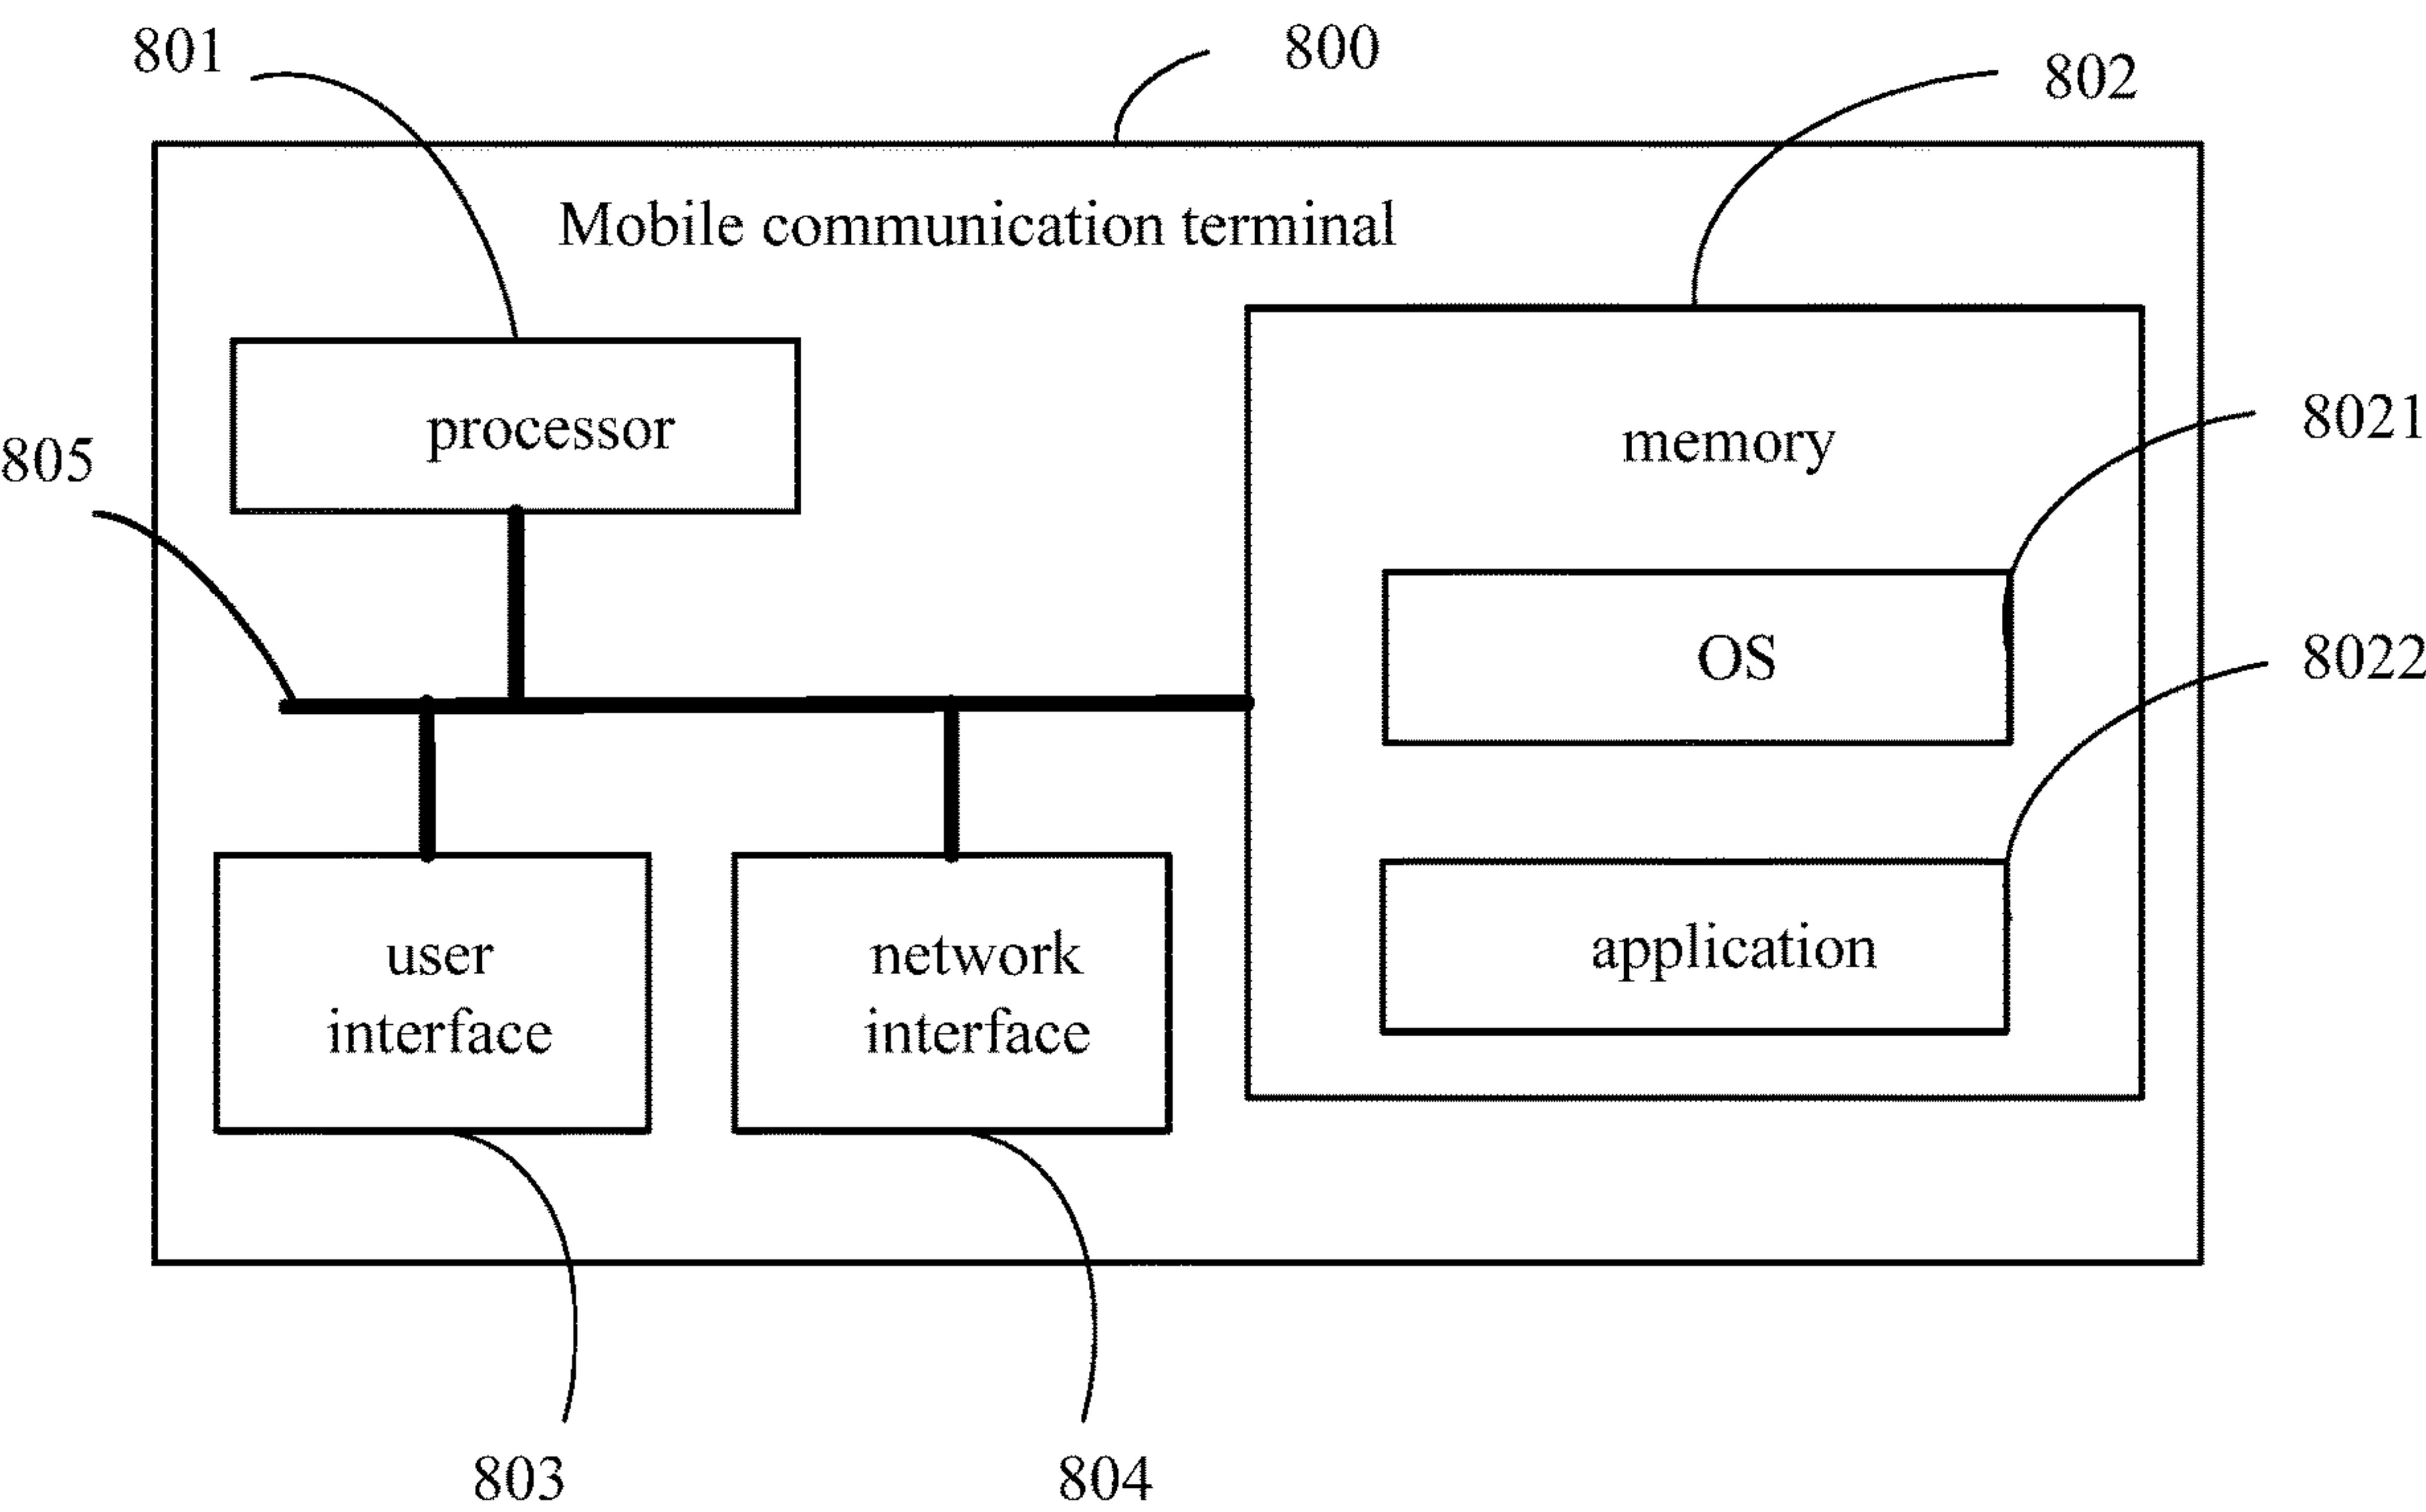 801
800
802
Mobile communication terminal
processor
memory
8021
805
OS
8022
user
interface
network
interface
application
803
804